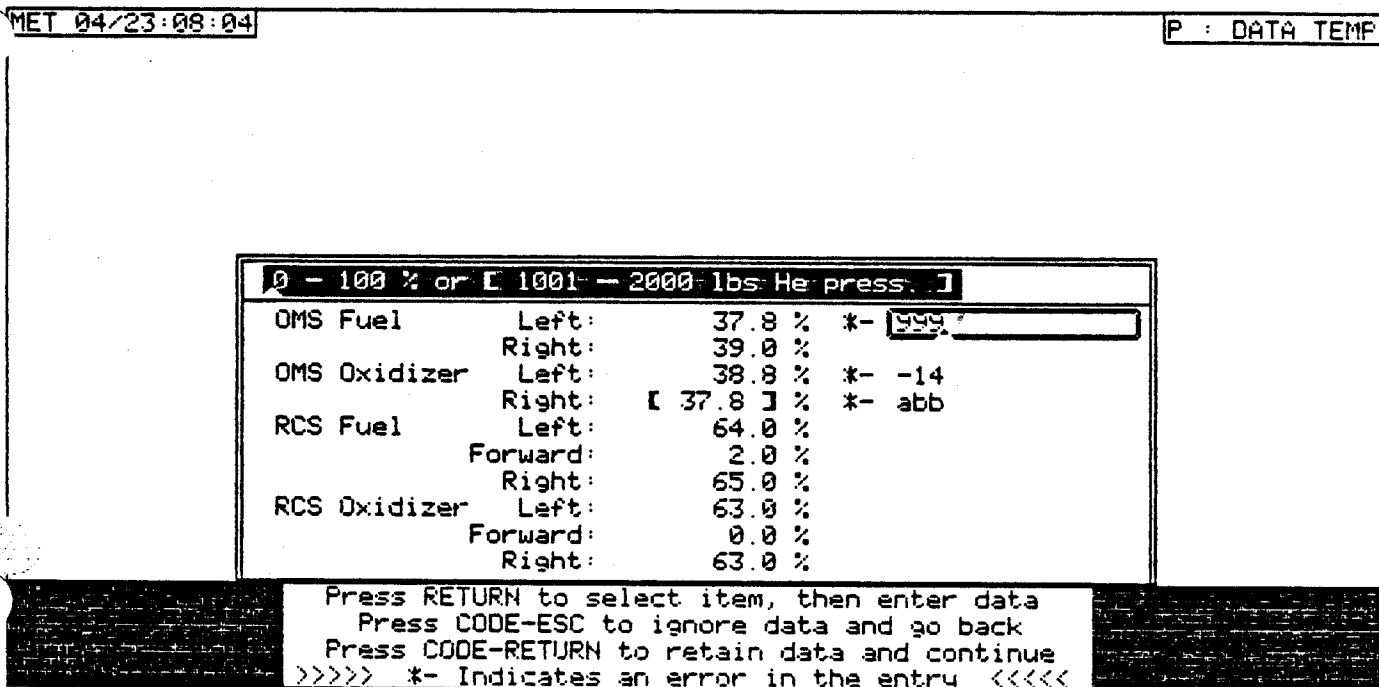 MET 04/23:08:04
P : DATA TEMP
0 - 100 % or [ 1001 - 2000 lbs He press. ]
OMS Fuel Left: 37.8 % *- 999
Right: 39.0 %
OMS Oxidizer Left: 38.8 % *- -14
Right: [ 37.8 ] % *- abb
RCS Fuel Left: 64.0 %
Forward: 2.0 %
Right: 65.0 %
RCS Oxidizer Left: 63.0 %
Forward: 0.0 %
Right: 63.0 %
Press RETURN to select item, then enter data
Press CODE-ESC to ignore data and go back
Press CODE-RETURN to retain data and continue
>>>>> *- Indicates an error in the entry <<<<<